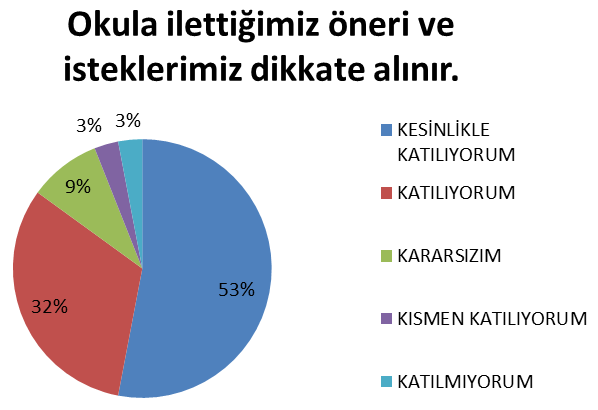 Okula ilettiğimiz öneri ve
isteklerimiz dikkate alınır.
3%
3%
9%
32%
53%
KESİNLİKLE
KATILIYORUM
KATILIYORUM
KARARSIZIM
KISMEN KATILIYORUM
KATILMIYORUM